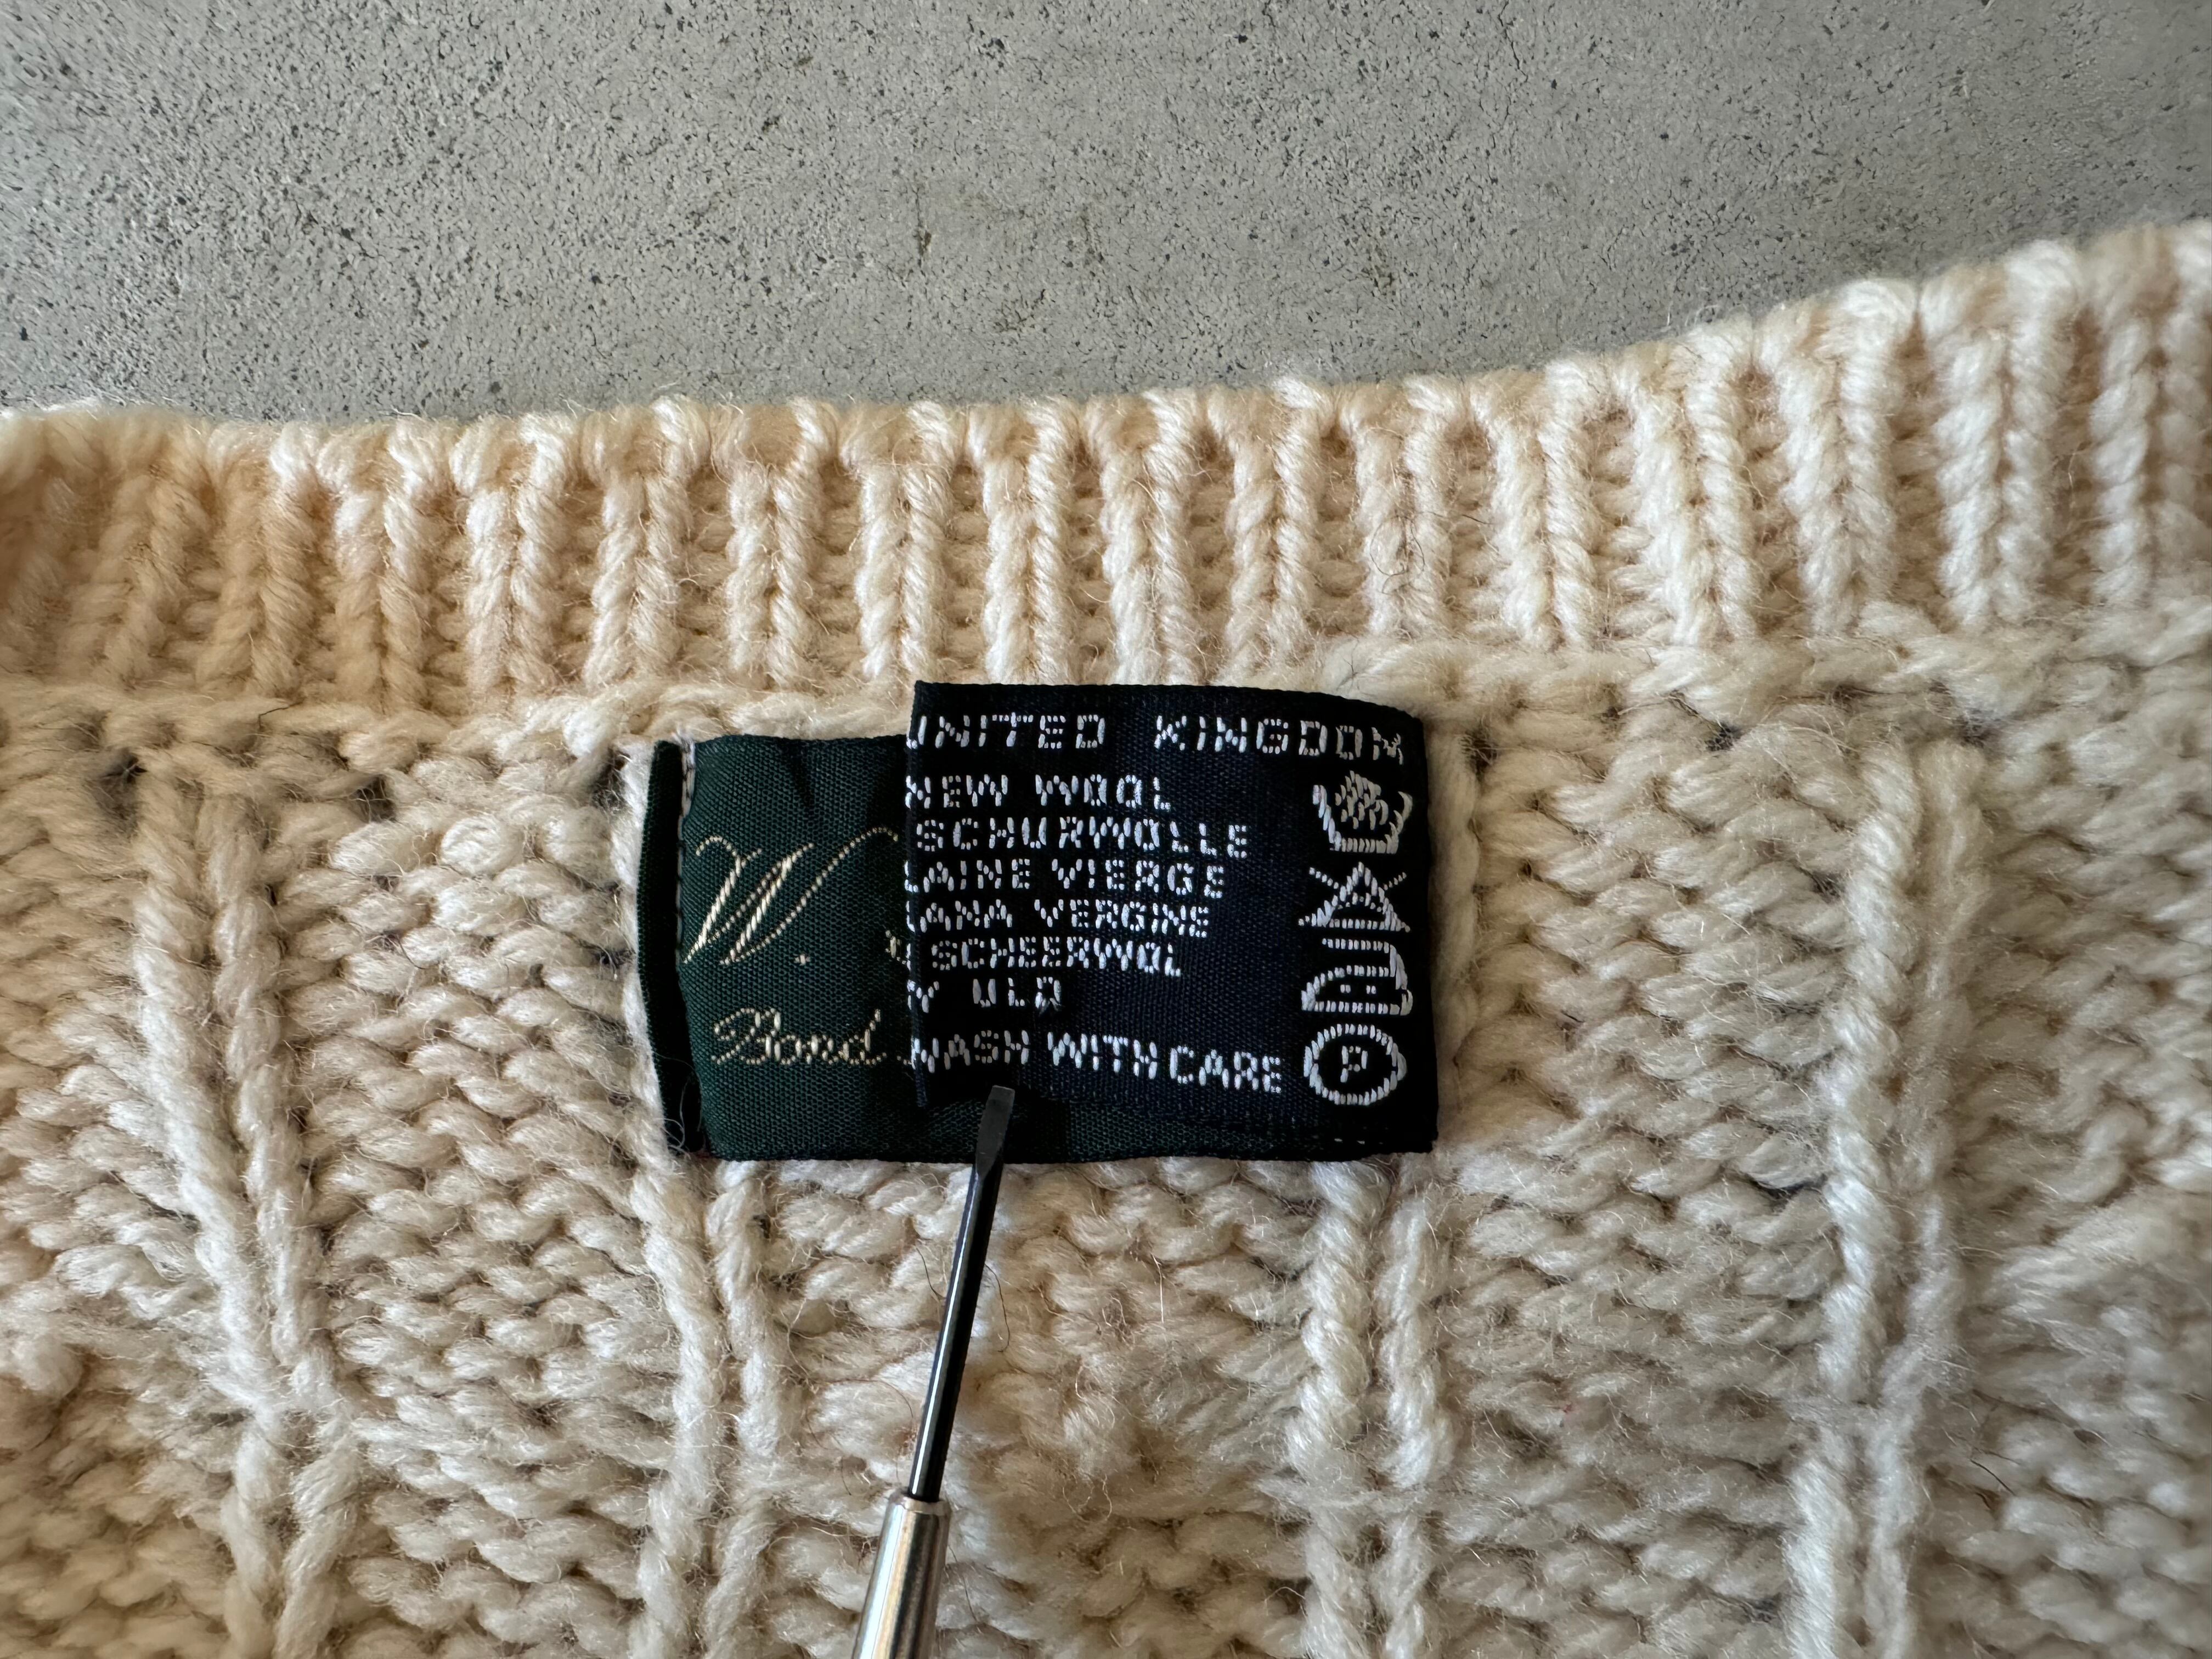 W.
Bond
UNITED KINGDOM
NEW WOOL
SCHURWOLLE
LAINE VIERGE
LANA VERGINE
SCHEERWOL
WASH WITH CARE
P